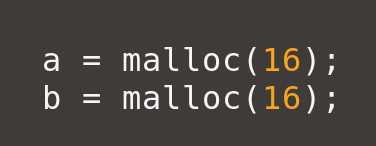 a = malloc(16);
b = malloc(16);